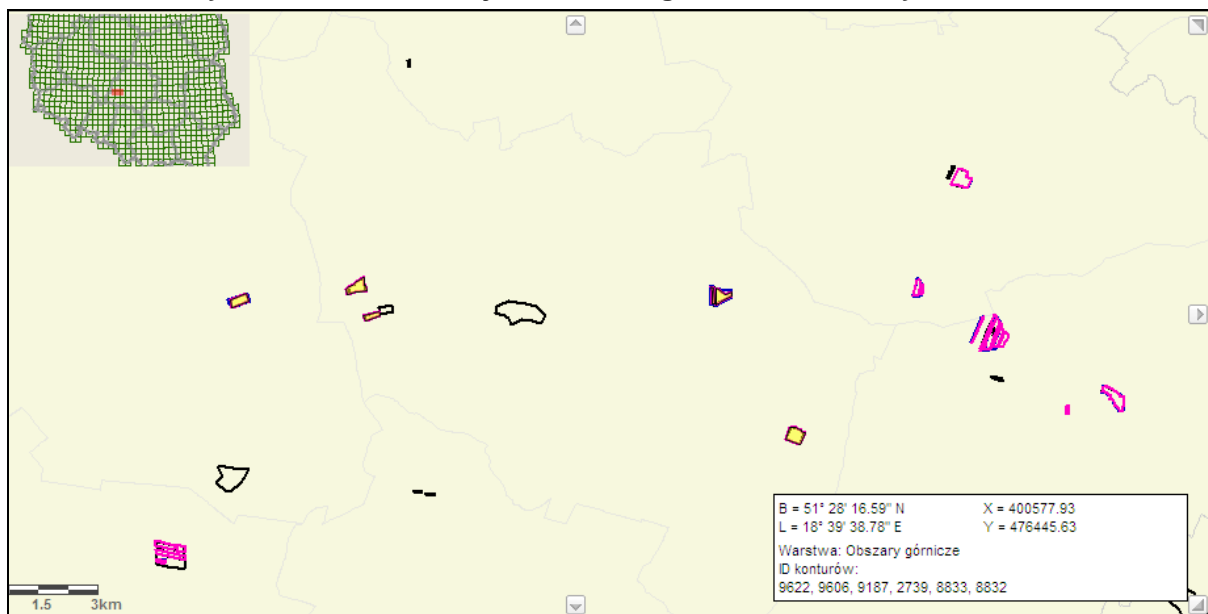 B = 51° 28' 16.59" N X = 400577.93
L = 18° 39' 38.78" E Y = 476445.63
Warstwa: Obszary górnicze
ID konturów:
9622, 9606, 9187, 2739, 8833, 8832
1.5 3km